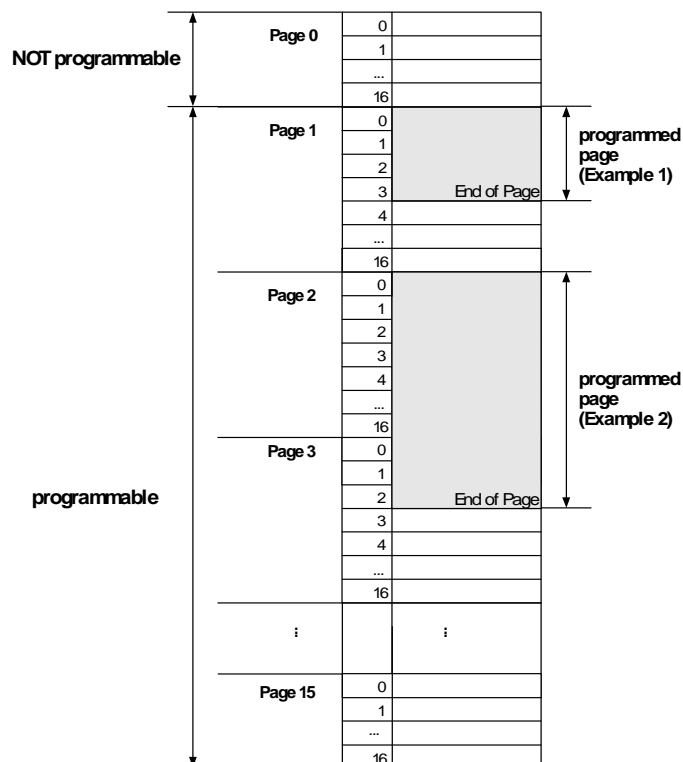 NOT programmable
Page 0
0
1
...
16
Page 1
0
1
2
3 End of Page
4
...
16
programmed
page
(Example 1)
Page 2
0
1
2
3
4
...
16
programmed
page
(Example 2)
programmable
Page 3
0
1
2 End of Page
3
4
...
16
...
...
Page 15
0
1
...
16